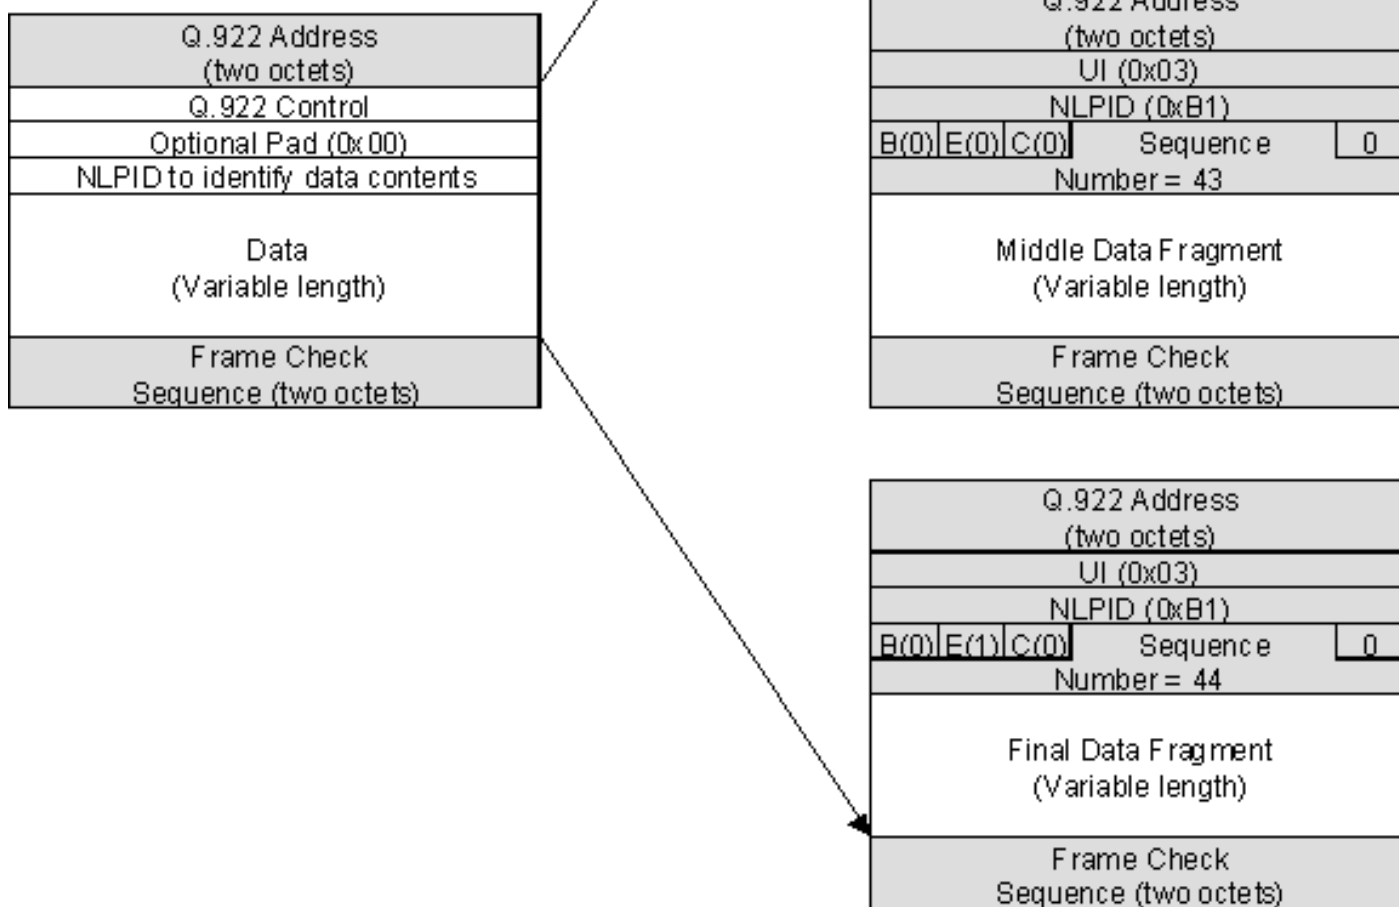 Q.922 Address
(two octets)
Q.922 Control
Optional Pad (0x00)
NLPID to identify data contents
Data
(Variable length)
Frame Check
Sequence (two octets)
Q.922 Address
(two octets)
UI (0x03)
NLPID (0xB1)
B(0) E(0) C(0) Sequence 0
Number = 43
Middle Data Fragment
(Variable length)
Frame Check
Sequence (two octets)
Q.922 Address
(two octets)
UI (0x03)
NLPID (0xB1)
B(0) E(1) C(0) Sequence 0
Number = 44
Final Data Fragment
(Variable length)
Frame Check
Sequence (two octets)